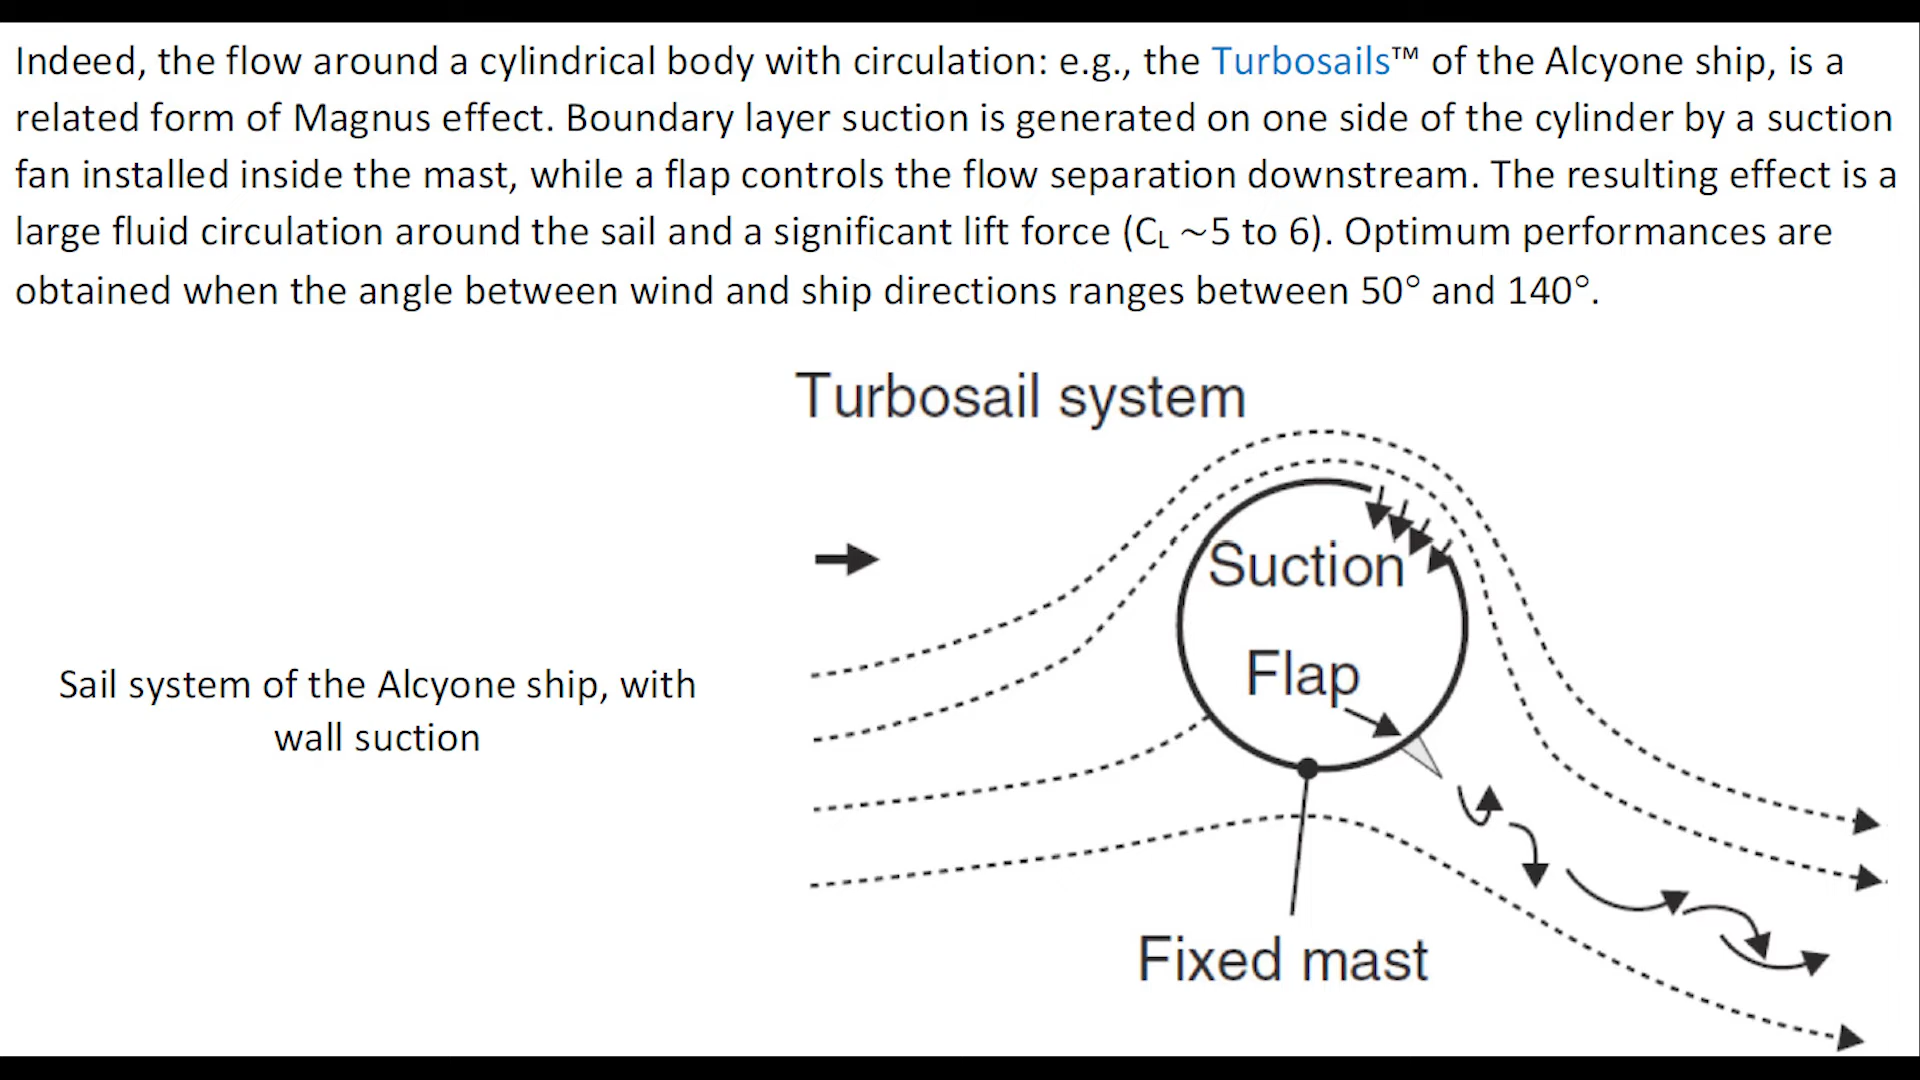 Indeed, the flow around a cylindrical body with circulation: e.g., the Turbosails™ of the Alcyone ship, is a
related form of Magnus effect. Boundary layer suction is generated on one side of the cylinder by a suction
fan installed inside the mast, while a flap controls the flow separation downstream. The resulting effect is a
large fluid circulation around the sail and a significant lift force (CL ~5 to 6). Optimum performances are
obtained when the angle between wind and ship directions ranges between 50° and 140°.
Turbosail system
Suction
Flap
Sail system of the Alcyone ship, with
wall suction
Fixed mast